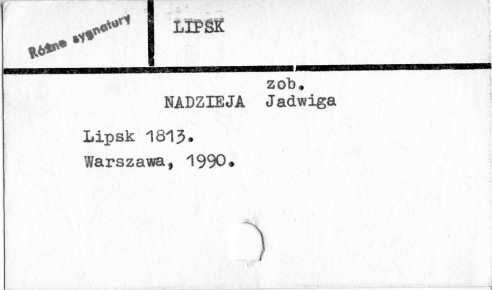 Różne sygnatury
LIPSK
zob.
NADZIEJA Jadwiga
Lipsk 1813.
Warszawa, 1990.